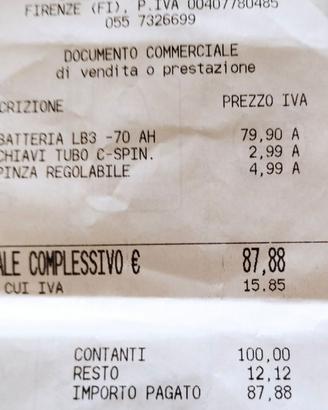 FIRENZE (FI), P.IVA 00407780485
055 7326699
DOCUMENTO COMMERCIALE
di vendita o prestazione
CRIZIONE PREZZO IVA
BATTERIA LB3 -70 AH 79,90 A
CHIAVI TUBO C-SPIN. 2,99 A
PINZA REGOLABILE 4,99 A
ALE COMPLESSIVO € 87,88
CUI IVA 15.85
CONTANTI 100,00
RESTO 12,12
IMPORTO PAGATO 87,88